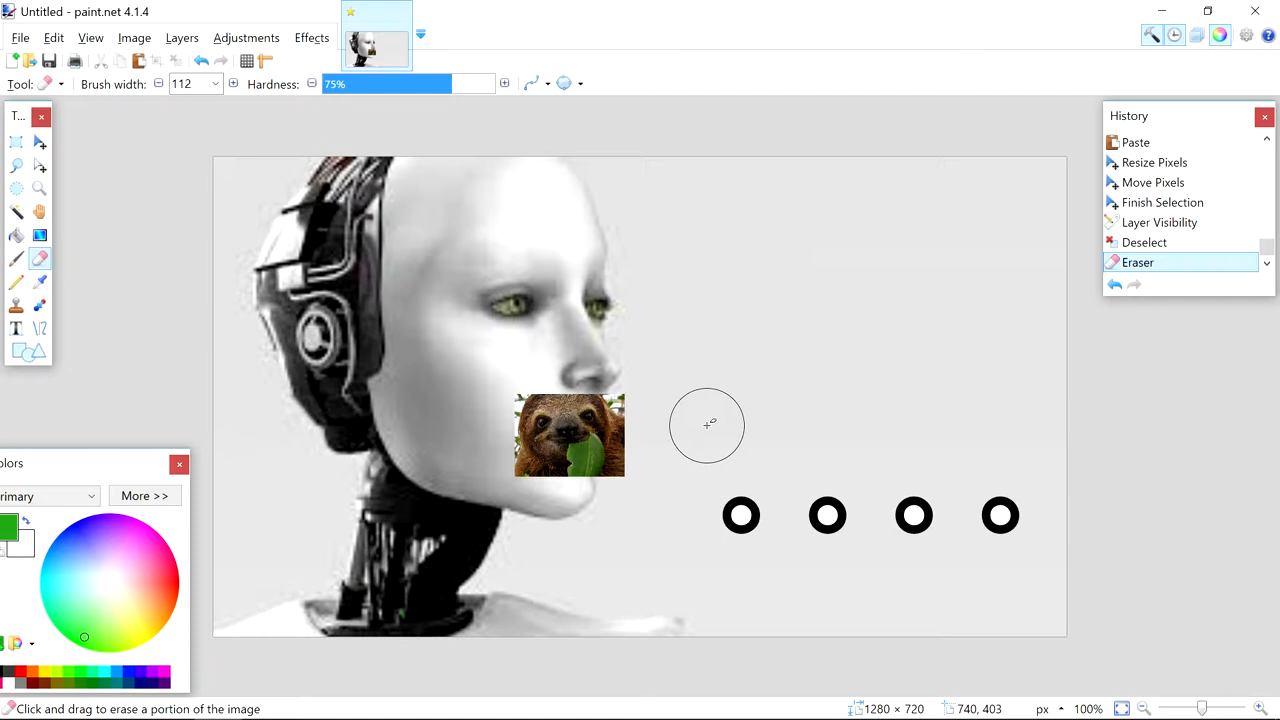 Untitled - paint.net 4.1.4
File Edit View Image Layers Adjustments Effects
Tool: Brush width: 112 Hardness: 75%
T...
History
Paste
Resize Pixels
Move Pixels
Finish Selection
Layer Visibility
Deselect
Eraser
olors
rimary More >>
Click and drag to erase a portion of the image 1280 × 720 740, 403 px 100%